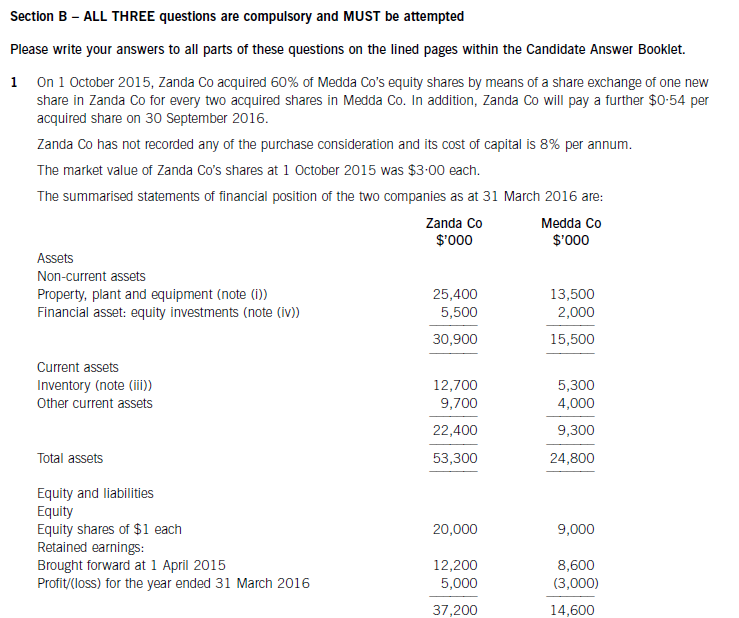 Section B – ALL THREE questions are compulsory and MUST be attempted
Please write your answers to all parts of these questions on the lined pages within the Candidate Answer Booklet.
1 On 1 October 2015, Zanda Co acquired 60% of Medda Co's equity shares by means of a share exchange of one new
share in Zanda Co for every two acquired shares in Medda Co. In addition, Zanda Co will pay a further $0·54 per
acquired share on 30 September 2016.
Zanda Co has not recorded any of the purchase consideration and its cost of capital is 8% per annum.
The market value of Zanda Co's shares at 1 October 2015 was $3·00 each.
The summarised statements of financial position of the two companies as at 31 March 2016 are:
Zanda Co Medda Co
$'000 $'000
Assets
Non-current assets
Property, plant and equipment (note (i)) 25,400 13,500
Financial asset: equity investments (note (iv)) 5,500 2,000
30,900 15,500
Current assets
Inventory (note (iii)) 12,700 5,300
Other current assets 9,700 4,000
22,400 9,300
Total assets 53,300 24,800
Equity and liabilities
Equity
Equity shares of $1 each 20,000 9,000
Retained earnings:
Brought forward at 1 April 2015 12,200 8,600
Profit/(loss) for the year ended 31 March 2016 5,000 (3,000)
37,200 14,600